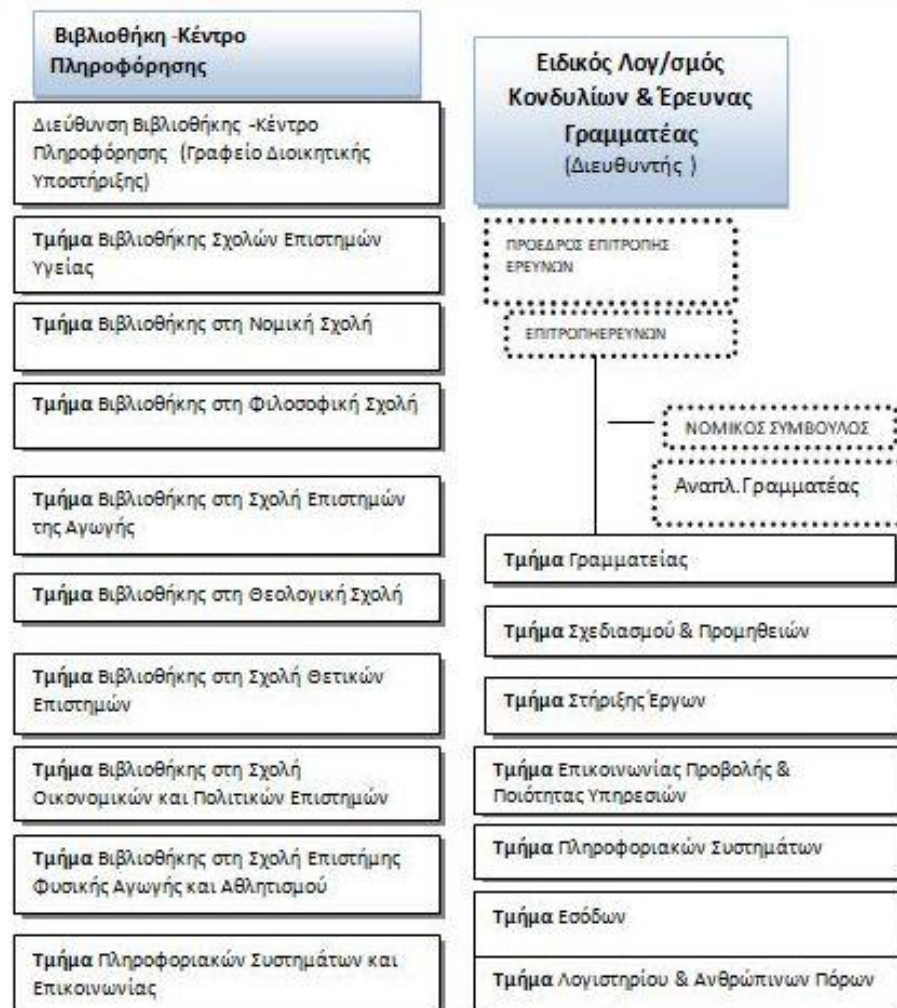 Βιβλιοθήκη -Κέντρο
Πληροφόρησης
Διεύθυνση Βιβλιοθήκης -Κέντρο
Πληροφόρησης (Γραφείο Διοικητικής
Υποστήριξης)
Τμήμα Βιβλιοθήκης Σχολών Επιστημών
Υγείας
Τμήμα Βιβλιοθήκης στη Νομική Σχολή
Τμήμα Βιβλιοθήκης στη Φιλοσοφική Σχολή
Τμήμα Βιβλιοθήκης στη Σχολή Επιστημών
της Αγωγής
Τμήμα Βιβλιοθήκης στη Θεολογική Σχολή
Τμήμα Βιβλιοθήκης στη Σχολή Θετικών
Επιστημών
Τμήμα Βιβλιοθήκης στη Σχολή
Οικονομικών και Πολιτικών Επιστημών
Τμήμα Βιβλιοθήκης στη Σχολή Επιστήμης
Φυσικής Αγωγής και Αθλητισμού
Τμήμα Πληροφοριακών Συστημάτων και
Επικοινωνίας
Ειδικός Λογ/σμός
Κονδυλίων & Έρευνας
Γραμματέας
(Διευθυντής )
ΠΡΟΕΔΡΟΣ ΕΠΙΤΡΟΠΗΣ
ΕΡΕΥΝΩΝ
ΕΠΙΤΡΟΠΗΕΡΕΥΝΩΝ
ΝΟΜΙΚΟΣ ΣΥΜΒΟΥΛΟΣ
Αναπλ.Γραμματέας
Τμήμα Γραμματείας
Τμήμα Σχεδιασμού & Προμηθειών
Τμήμα Στήριξης Έργων
Τμήμα Επικοινωνίας Προβολής &
Ποιότητας Υπηρεσιών
Τμήμα Πληροφοριακών Συστημάτων
Τμήμα Εσόδων
Τμήμα Λογιστηρίου & Ανθρώπινων Πόρων